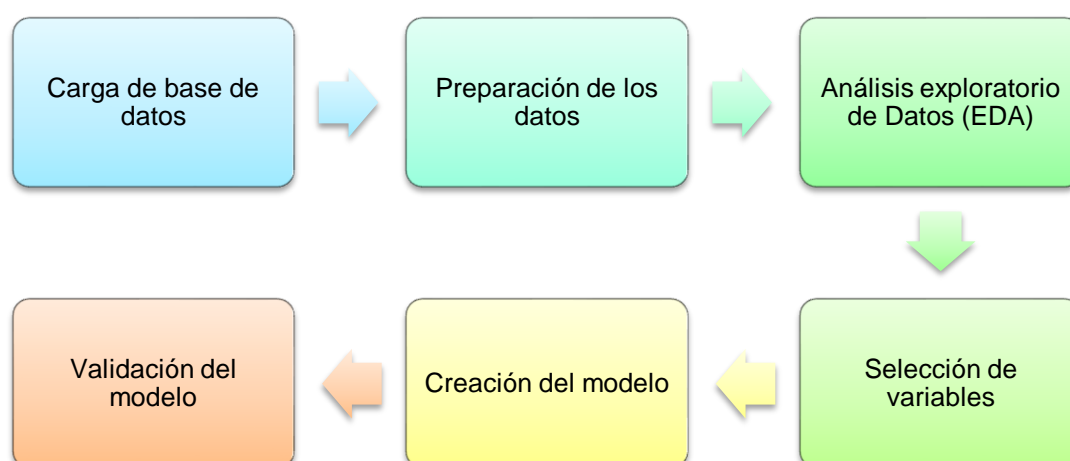 Carga de base de
datos
Preparación de los
datos
Análisis exploratorio
de Datos (EDA)
Selección de
variables
Creación del modelo
Validación del
modelo